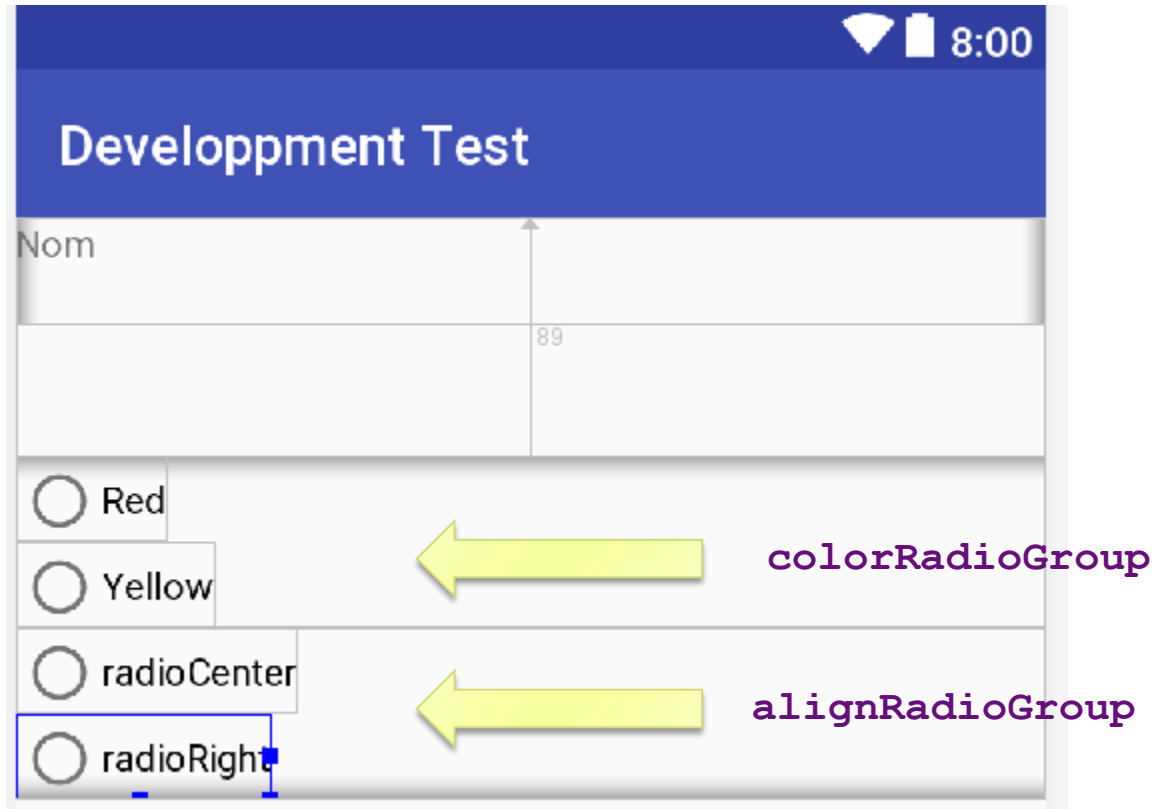 8:00
Developpment Test
Nom
89
Red
colorRadioGroup
Yellow
radioCenter
alignRadioGroup
radioRight